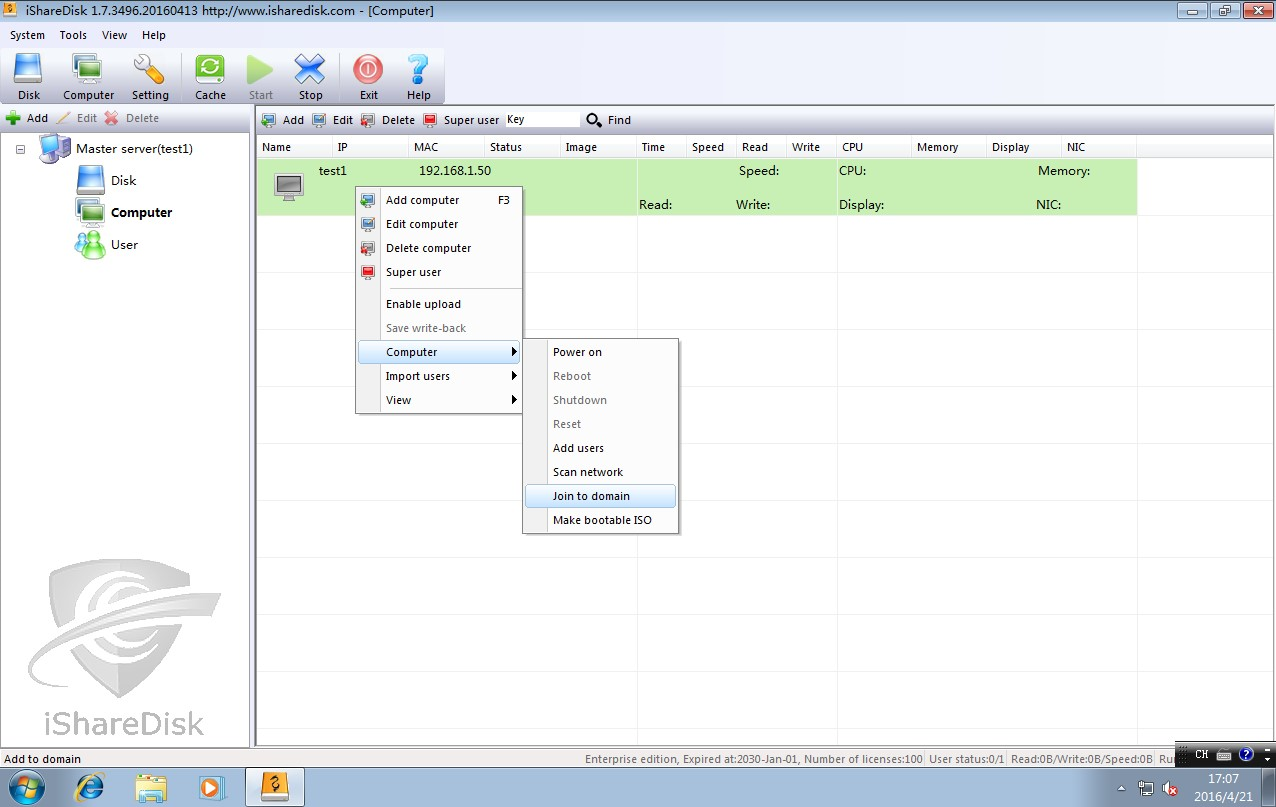 iShareDisk 1.7.3496.20160413 http://www.isharedisk.com - [Computer]
System Tools View Help
Disk Computer Setting Cache Start Stop Exit Help
Add Edit Delete
Add Edit Delete Super user Key Find
Master server(test1)
Disk
Computer
User
Name IP MAC Status Image Time Speed Read Write CPU Memory Display NIC
test1 192.168.1.50 Speed: CPU: Memory:
Read: Write: Display: NIC:
Add computer F3
Edit computer
Delete computer
Super user
Enable upload
Save write-back
Computer
Import users
View
Power on
Reboot
Shutdown
Reset
Add users
Scan network
Join to domain
Make bootable ISO
iShareDisk
Add to domain
Enterprise edition, Expired at:2030-Jan-01, Number of licenses:100 User status:0/1 Read:0B/Write:0B/Speed:0B
CH
17:07
2016/4/21